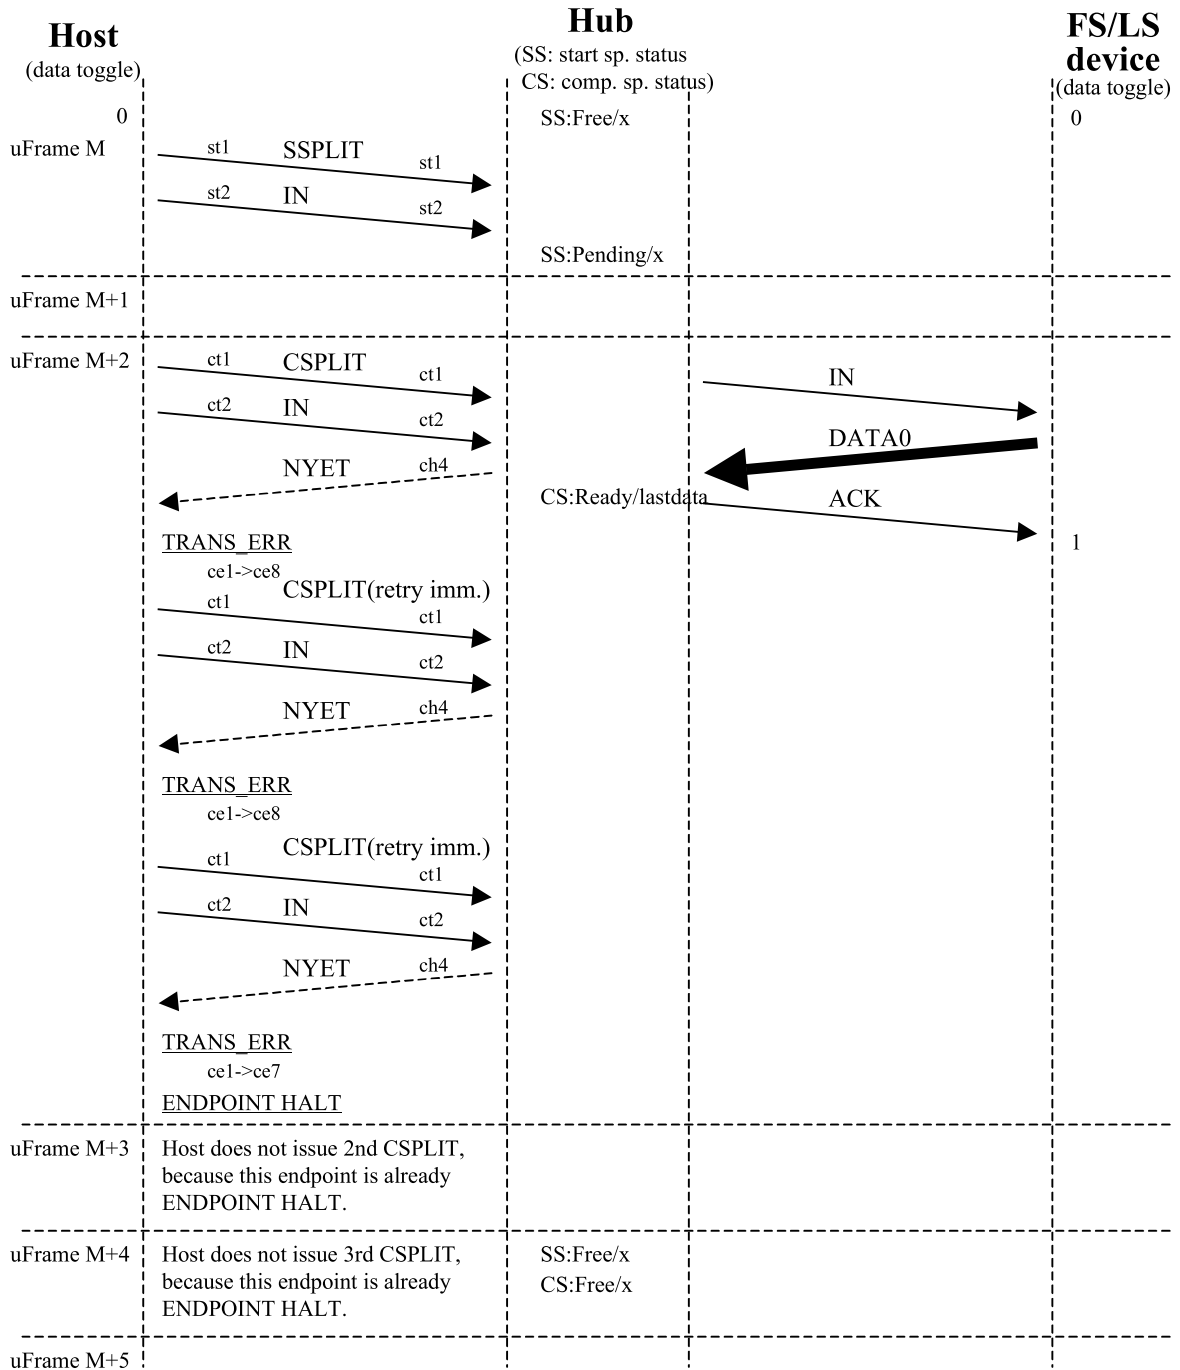 Host
(data toggle)
Hub
(SS: start sp. status
CS: comp. sp. status)
FS/LS
device
(data toggle)
0
SS:Free/x
0
uFrame M
st1
SSPLIT
st1
st2
IN
st2
SS:Pending/x
uFrame M+1
uFrame M+2
ct1
CSPLIT
ct1
IN
ct2
IN
ct2
DATA0
NYET
ch4
CS:Ready/lastdata
ACK
TRANS_ERR
1
ce1->ce8
CSPLIT(retry imm.)
ct1
ct1
ct2
IN
ct2
NYET
ch4
TRANS_ERR
ce1->ce8
CSPLIT(retry imm.)
ct1
ct1
ct2
IN
ct2
NYET
ch4
TRANS_ERR
ce1->ce7
ENDPOINT HALT
uFrame M+3
Host does not issue 2nd CSPLIT,
because this endpoint is already
ENDPOINT HALT.
uFrame M+4
Host does not issue 3rd CSPLIT,
because this endpoint is already
ENDPOINT HALT.
SS:Free/x
CS:Free/x
uFrame M+5